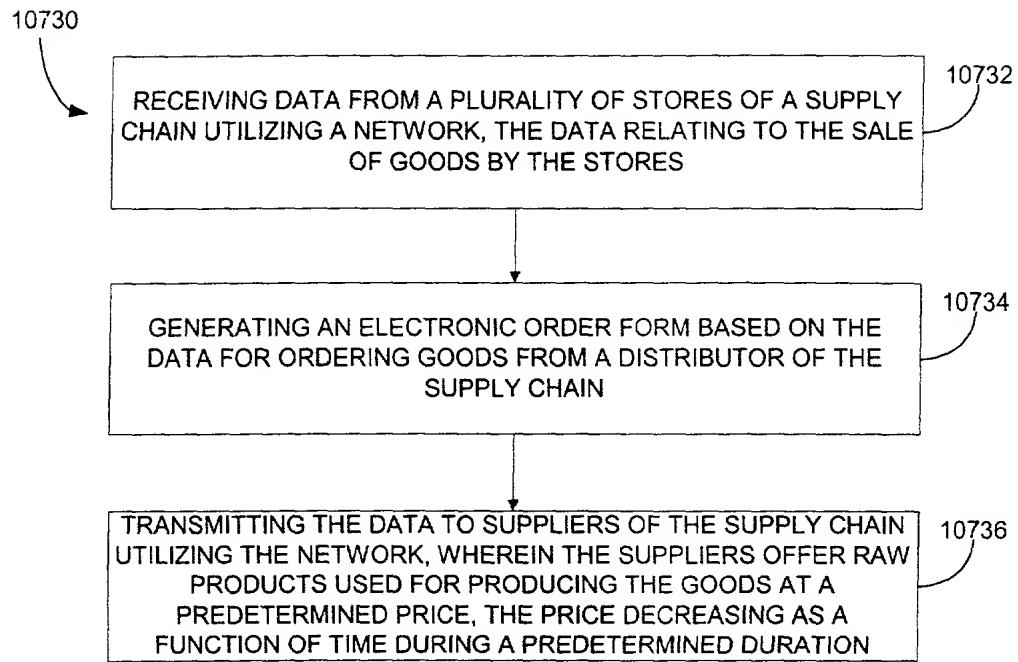 10730
10732
RECEIVING DATA FROM A PLURALITY OF STORES OF A SUPPLY
CHAIN UTILIZING A NETWORK, THE DATA RELATING TO THE SALE
OF GOODS BY THE STORES
10734
GENERATING AN ELECTRONIC ORDER FORM BASED ON THE
DATA FOR ORDERING GOODS FROM A DISTRIBUTOR OF THE
SUPPLY CHAIN
10736
TRANSMITTING THE DATA TO SUPPLIERS OF THE SUPPLY CHAIN
UTILIZING THE NETWORK, WHEREIN THE SUPPLIERS OFFER RAW
PRODUCTS USED FOR PRODUCING THE GOODS AT A
PREDETERMINED PRICE, THE PRICE DECREASING AS A
FUNCTION OF TIME DURING A PREDETERMINED DURATION